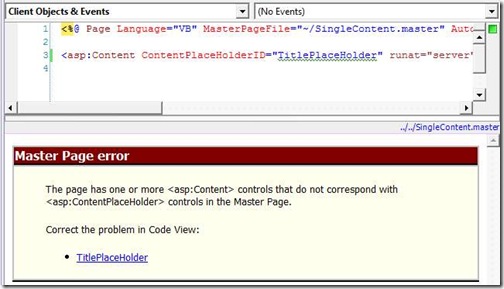 Client Objects & Events (No Events)
1 <%@ Page Language="VB" MasterPageFile="~/SingleContent.master"
2
3 <asp:Content ContentPlaceHolderID="TitlePlaceHolder" runat="server"
4
../../SingleContent.master
Master Page error
The page has one or more <asp:Content> controls that do not correspond with
<asp:ContentPlaceHolder> controls in the Master Page.
Correct the problem in Code View:
• TitlePlaceHolder